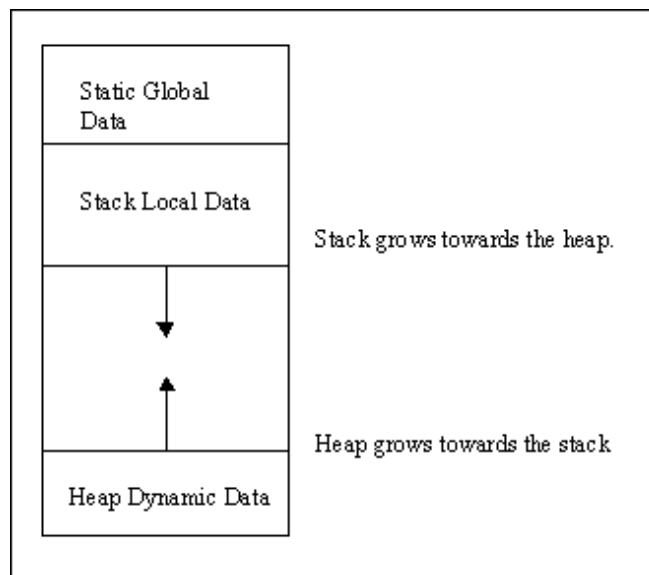 Static Global
Data
Stack Local Data
Stack grows towards the heap.
Heap grows towards the stack
Heap Dynamic Data